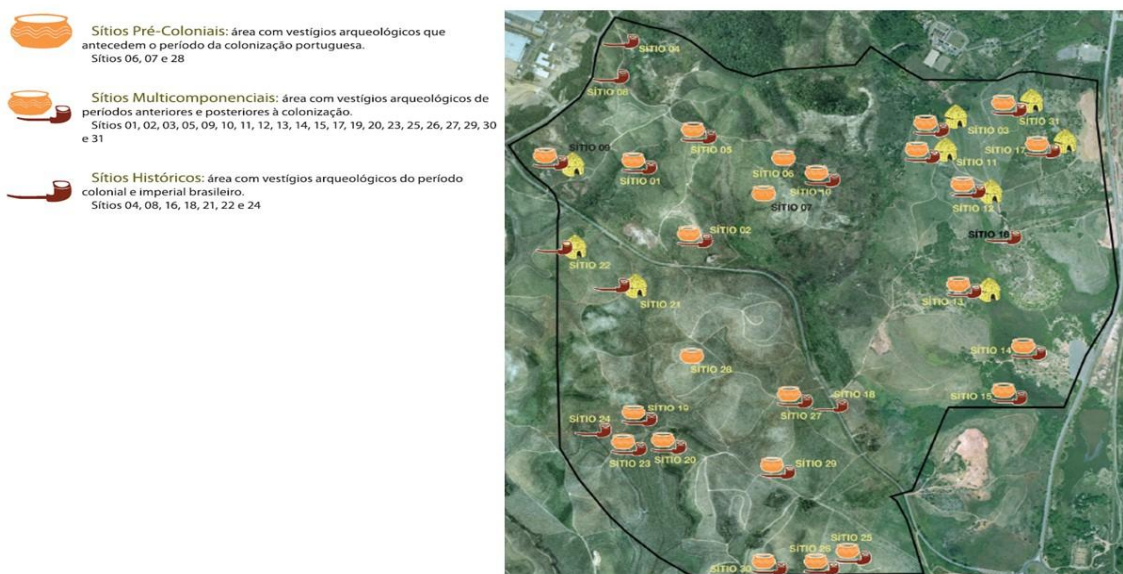 Sítios Pré-Coloniais: área com vestígios arqueológicos que
antecedem o período da colonização portuguesa.
Sítios 06, 07 e 28
Sítios Multicomponenciais: área com vestígios arqueológicos de
períodos anteriores e posteriores à colonização.
Sítios 01, 02, 03, 05, 09, 10, 11, 12, 13, 14, 15, 17, 19, 20, 23, 25, 26, 27, 29, 30
e 31
Sítios Históricos: área com vestígios arqueológicos do período
colonial e imperial brasileiro.
Sítios 04, 08, 16, 18, 21, 22 e 24
SÍTIO 04
SÍTIO 08
SÍTIO 31
SÍTIO 03
SÍTIO 05
SÍTIO 09
SÍTIO 17
SÍTIO 11
SÍTIO 01
SÍTIO 06
SÍTIO 10
SÍTIO 07
SÍTIO 12
SÍTIO 02
SÍTIO 16
SÍTIO 22
SÍTIO 21
SÍTIO 13
SÍTIO 14
SÍTIO 28
SÍTIO 18
SÍTIO 15
SÍTIO 19
SÍTIO 27
SÍTIO 24
SÍTIO 23
SÍTIO 20
SÍTIO 29
SÍTIO 25
SÍTIO 26
SÍTIO 30